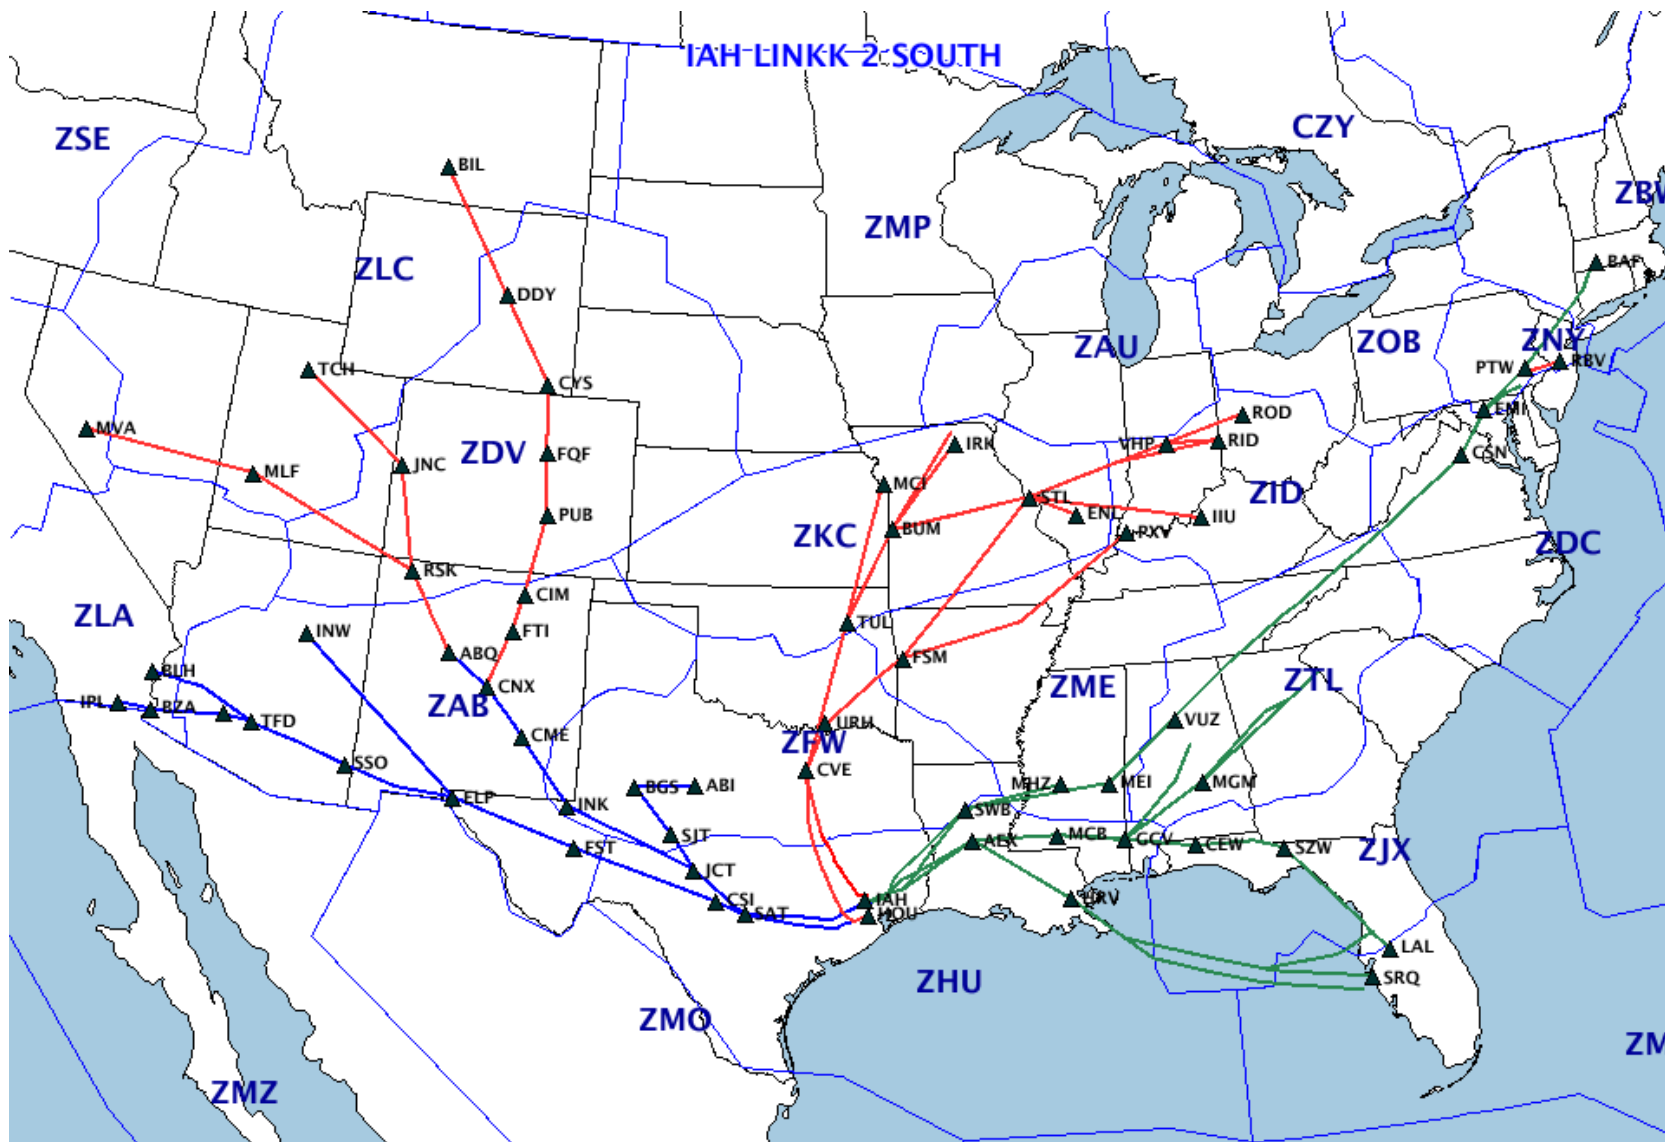 IAH LINKK 2 SOUTH
CZY
ZSE
BIL
ZBW
ZMP
BAF
ZLC
DDY
ZNY
ZOB
ZAU
RBV
PTW
TCH
CYS
EMI
ROD
MVA
VHP
RID
ZDV
FQF
IRK
CSN
JNC
MLF
MCI
ZID
STL
PUB
ENL
IIU
BUM
ZKC
PXV
ZDC
RSK
CIM
ZLA
TUL
INW
FTI
ABQ
FSM
BLH
ZTL
CNX
ZME
IPL
BZA
ZAB
TFD
VUZ
URH
CME
ZFW
SSO
CVE
MHZ
MEI
MGM
BGS
ABI
ELP
INK
SWB
SJT
MCB
AEX
GCV
CEW
SZW
ZJX
FST
JCT
CSI
IAH
HRV
SAT
HOU
LAL
ZHU
SRQ
ZMO
ZM
ZMZ